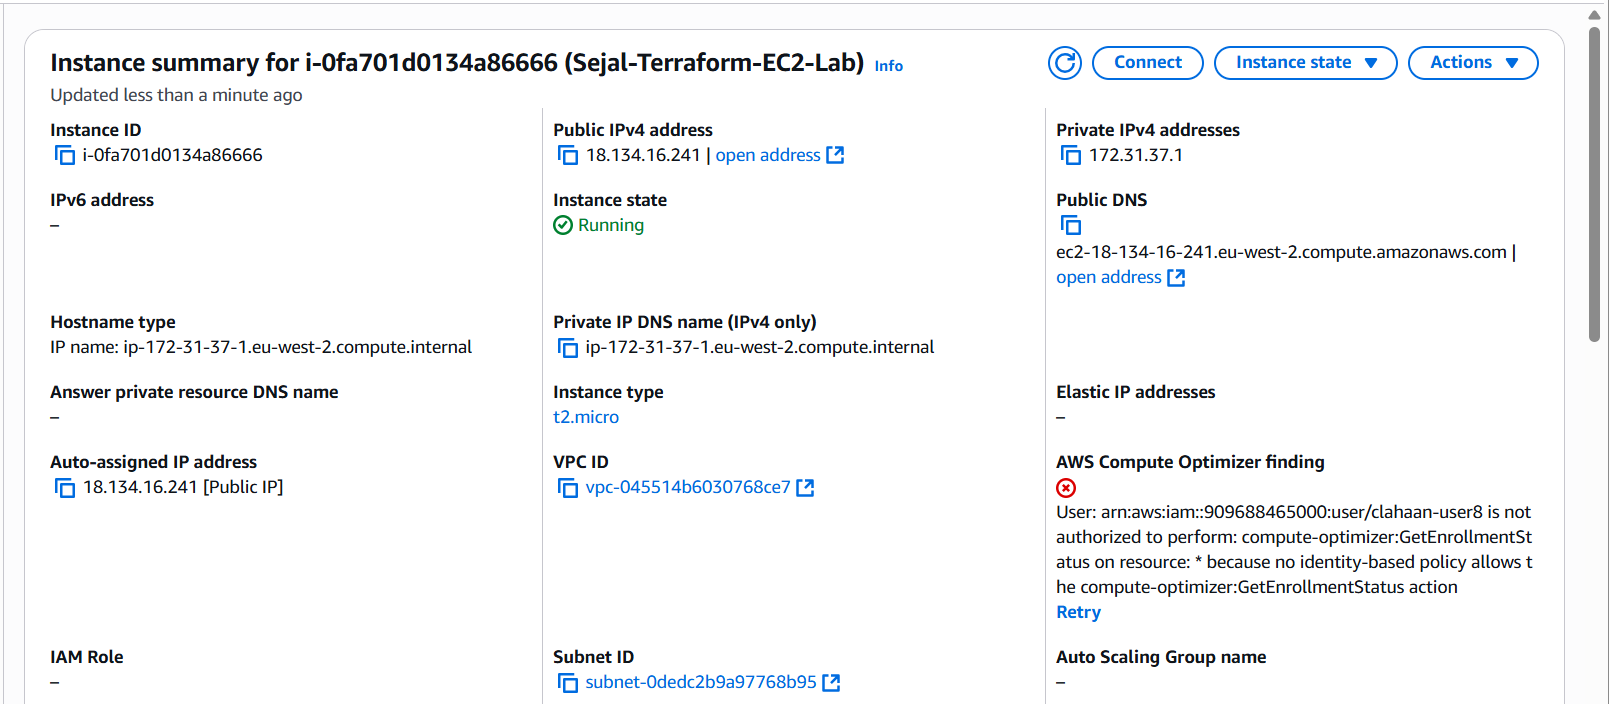 Instance summary for i-0fa701d0134a86666 (Sejal-Terraform-EC2-Lab) Info
Connect
Instance state
Actions
Updated less than a minute ago
Instance ID
i-0fa701d0134a86666
Public IPv4 address
18.134.16.241 | open address
Private IPv4 addresses
172.31.37.1
IPv6 address
–
Instance state
Running
Public DNS
ec2-18-134-16-241.eu-west-2.compute.amazonaws.com |
open address
Hostname type
IP name: ip-172-31-37-1.eu-west-2.compute.internal
Private IP DNS name (IPv4 only)
ip-172-31-37-1.eu-west-2.compute.internal
Answer private resource DNS name
–
Instance type
t2.micro
Elastic IP addresses
–
Auto-assigned IP address
18.134.16.241 [Public IP]
VPC ID
vpc-045514b6030768ce7
AWS Compute Optimizer finding
User: arn:aws:iam::909688465000:user/clahaan-user8 is not
authorized to perform: compute-optimizer:GetEnrollmentSt
atus on resource: * because no identity-based policy allows t
he compute-optimizer:GetEnrollmentStatus action
Retry
IAM Role
–
Subnet ID
subnet-0dedc2b9a97768b95
Auto Scaling Group name
–